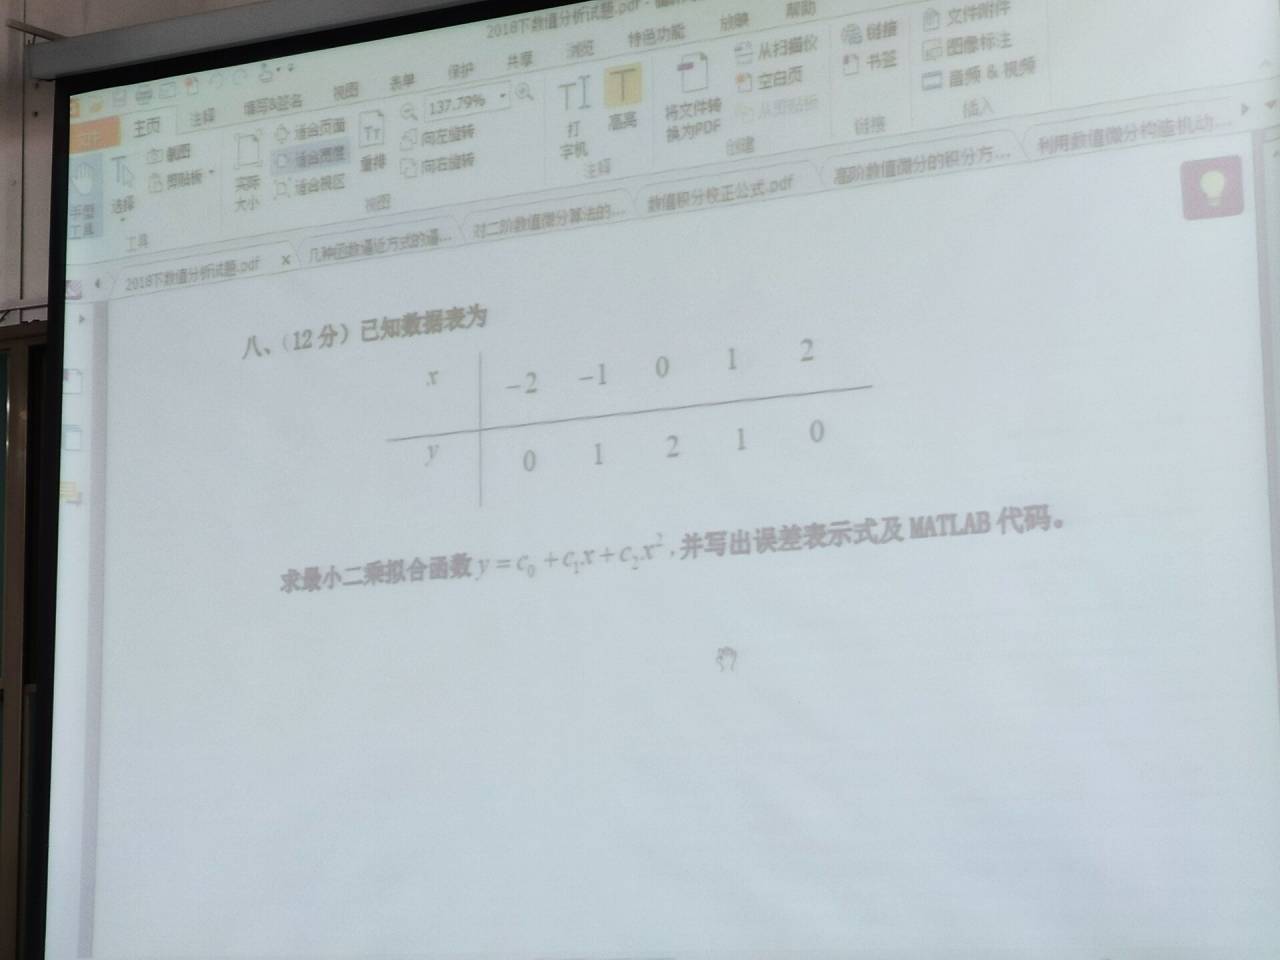 2018下数值分析试题.pdf
帮助
放映
特色功能
浏览
共享
保护
表单
视图
填写&签名
注释
主页
文件
手型
工具
选择
截图
剪贴板
工具
实际
大小
适合页面
适合宽度
适合视区
视图
重排
137.79%
向左旋转
向右旋转
打
字机
高亮
注释
将文件转
换为PDF
从扫描仪
空白页
从剪贴板
创建
链接
书签
链接
文件附件
图像标注
音频 & 视频
插入
2018下数值分析试题.pdf ×
几种函数逼近方式的逼...
对二阶数值微分算法的...
数值积分校正公式.pdf
高阶数值微分的积分方...
利用数值微分构造机动...
八、（12分）已知数据表为
x −2 −1 0 1 2
y 0 1 2 1 0
求最小二乘拟合函数 y = c₀ + c₁x + c₂x², 并写出误差表示式及 MATLAB 代码。